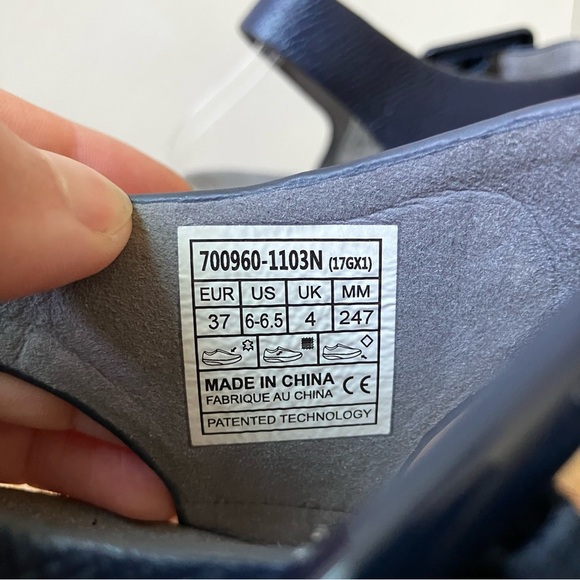 700960-1103N (17GX1)
EUR US UK MM
37 6-6.5 4 247
MADE IN CHINA CE
FABRIQUE AU CHINA
PATENTED TECHNOLOGY